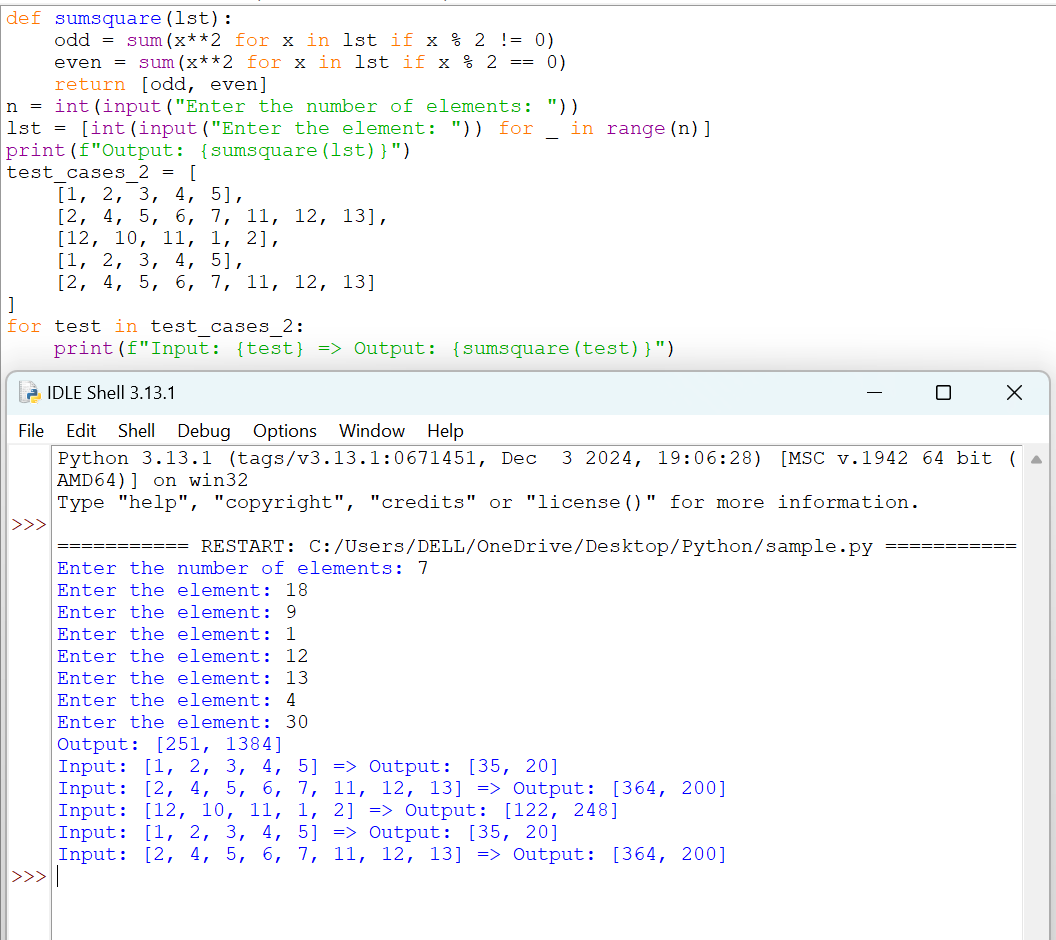 def sumsquare(lst):
    odd = sum(x**2 for x in lst if x % 2 != 0)
    even = sum(x**2 for x in lst if x % 2 == 0)
    return [odd, even]
n = int(input("Enter the number of elements: "))
lst = [int(input("Enter the element: ")) for _ in range(n)]
print(f"Output: {sumsquare(lst)}")
test_cases_2 = [
    [1, 2, 3, 4, 5],
    [2, 4, 5, 6, 7, 11, 12, 13],
    [12, 10, 11, 1, 2],
    [1, 2, 3, 4, 5],
    [2, 4, 5, 6, 7, 11, 12, 13]
]
for test in test_cases_2:
    print(f"Input: {test} => Output: {sumsquare(test)}")
IDLE Shell 3.13.1
File Edit Shell Debug Options Window Help
Python 3.13.1 (tags/v3.13.1:0671451, Dec  3 2024, 19:06:28) [MSC v.1942 64 bit (
AMD64)] on win32
Type "help", "copyright", "credits" or "license()" for more information.
>>>
=========== RESTART: C:/Users/DELL/OneDrive/Desktop/Python/sample.py ===========
Enter the number of elements: 7
Enter the element: 18
Enter the element: 9
Enter the element: 1
Enter the element: 12
Enter the element: 13
Enter the element: 4
Enter the element: 30
Output: [251, 1384]
Input: [1, 2, 3, 4, 5] => Output: [35, 20]
Input: [2, 4, 5, 6, 7, 11, 12, 13] => Output: [364, 200]
Input: [12, 10, 11, 1, 2] => Output: [122, 248]
Input: [1, 2, 3, 4, 5] => Output: [35, 20]
Input: [2, 4, 5, 6, 7, 11, 12, 13] => Output: [364, 200]
>>>